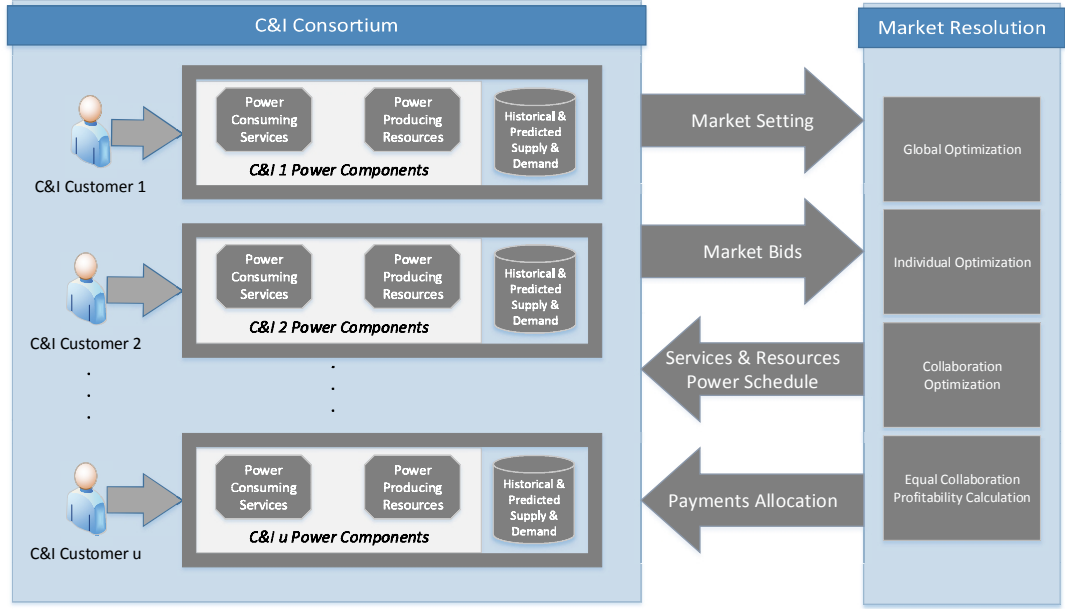 C&I Consortium
Market Resolution
C&I Customer 1
Power
Consuming
Services
Power
Producing
Resources
C&I 1 Power Components
Historical &
Predicted
Supply &
Demand
C&I Customer 2
Power
Consuming
Services
Power
Producing
Resources
C&I 2 Power Components
Historical &
Predicted
Supply &
Demand
C&I Customer u
Power
Consuming
Services
Power
Producing
Resources
C&I u Power Components
Historical &
Predicted
Supply &
Demand
Market Setting
Market Bids
Services & Resources
Power Schedule
Payments Allocation
Global Optimization
Individual Optimization
Collaboration
Optimization
Equal Collaboration
Profitability Calculation